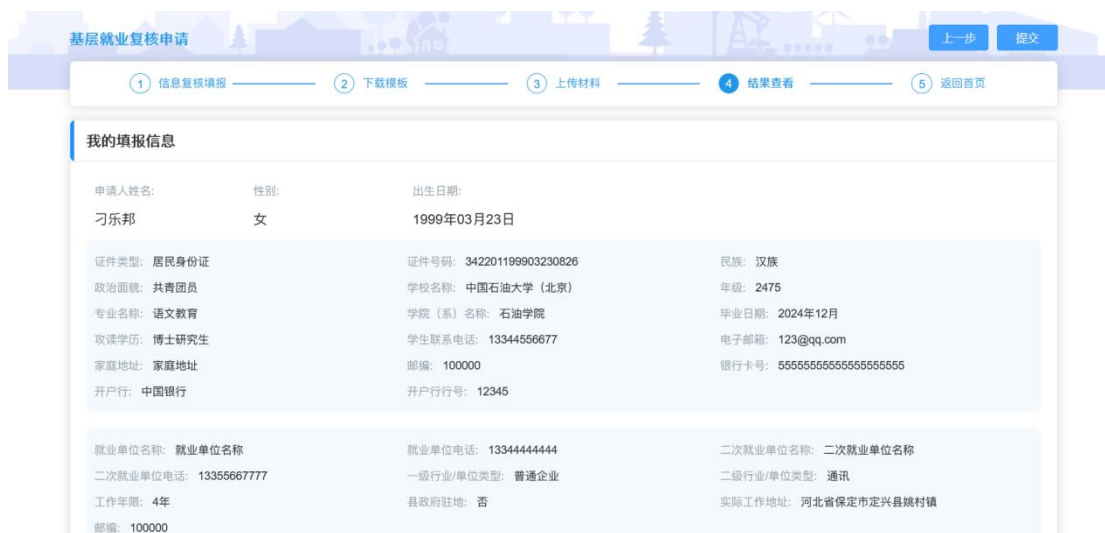 基层就业复核申请
上一步 提交
1 信息复核填报 2 下载模板 3 上传材料 4 结果查看 5 返回首页
我的填报信息
申请人姓名: 性别: 出生日期:
刁乐邦 女 1999年03月23日
证件类型: 居民身份证 证件号码: 342201199903230826 民族: 汉族
政治面貌: 共青团员 学校名称: 中国石油大学（北京） 年级: 2475
专业名称: 语文教育 学院（系）名称: 石油学院 毕业日期: 2024年12月
攻读学历: 博士研究生 学生联系电话: 13344556677 电子邮箱: 123@qq.com
家庭地址: 家庭地址 邮编: 100000 银行卡号: 55555555555555555555
开户行: 中国银行 开户行行号: 12345
就业单位名称: 就业单位名称 就业单位电话: 13344444444 二次就业单位名称: 二次就业单位名称
二次就业单位电话: 13355667777 一级行业/单位类型: 普通企业 二级行业/单位类型: 通讯
工作年限: 4年 县政府驻地: 否 实际工作地址: 河北省保定市定兴县姚村镇
邮编: 100000